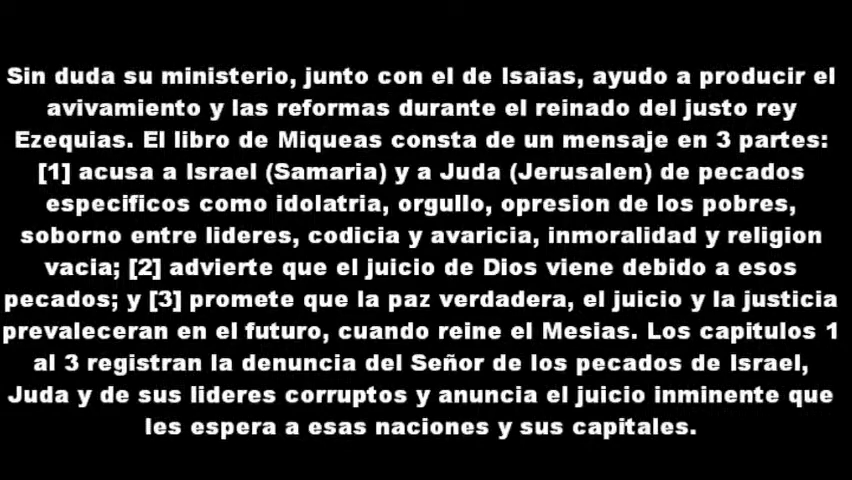 Sin duda su ministerio, junto con el de Isaias, ayudo a producir el
avivamiento y las reformas durante el reinado del justo rey
Ezequias. El libro de Miqueas consta de un mensaje en 3 partes:
[1] acusa a Israel (Samaria) y a Juda (Jerusalen) de pecados
especificos como idolatria, orgullo, opresion de los pobres,
soborno entre lideres, codicia y avaricia, inmoralidad y religion
vacia; [2] advierte que el juicio de Dios viene debido a esos
pecados; y [3] promete que la paz verdadera, el juicio y la justicia
prevaleceran en el futuro, cuando reine el Mesias. Los capitulos 1
al 3 registran la denuncia del Señor de los pecados de Israel,
Juda y de sus lideres corruptos y anuncia el juicio inminente que
les espera a esas naciones y sus capitales.